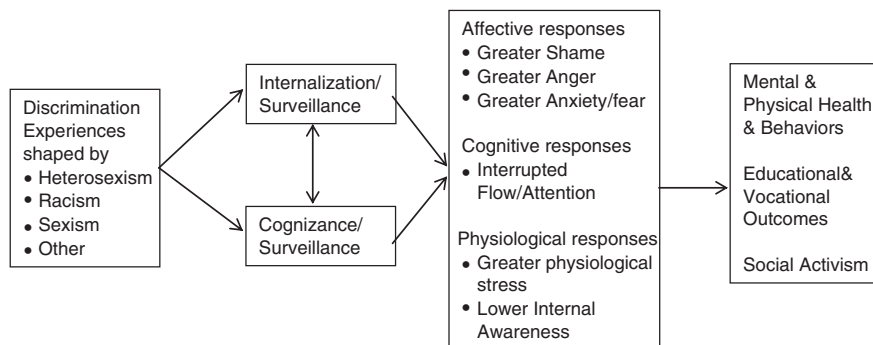 Discrimination
Experiences
shaped by
• Heterosexism
• Racism
• Sexism
• Other
Internalization/
Surveillance
Cognizance/
Surveillance
Affective responses
• Greater Shame
• Greater Anger
• Greater Anxiety/fear
Cognitive responses
• Interrupted
Flow/Attention
Physiological responses
• Greater physiological
stress
• Lower Internal
Awareness
Mental &
Physical Health
& Behaviors
Educational&
Vocational
Outcomes
Social Activism